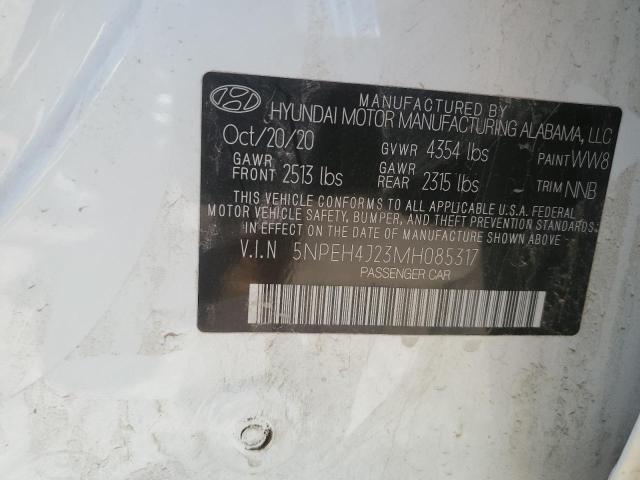 MANUFACTURED BY
HYUNDAI MOTOR MANUFACTURING ALABAMA, LLC
Oct/20/20 GVWR 4354 lbs PAINT WW8
GAWR FRONT 2513 lbs GAWR REAR 2315 lbs TRIM NNB
THIS VEHICLE CONFORMS TO ALL APPLICABLE U.S.A. FEDERAL
MOTOR VEHICLE SAFETY, BUMPER, AND THEFT PREVENTION STANDARDS
IN EFFECT ON THE DATE OF MANUFACTURE SHOWN ABOVE.
V.I.N 5NPEH4J23MH085317
PASSENGER CAR